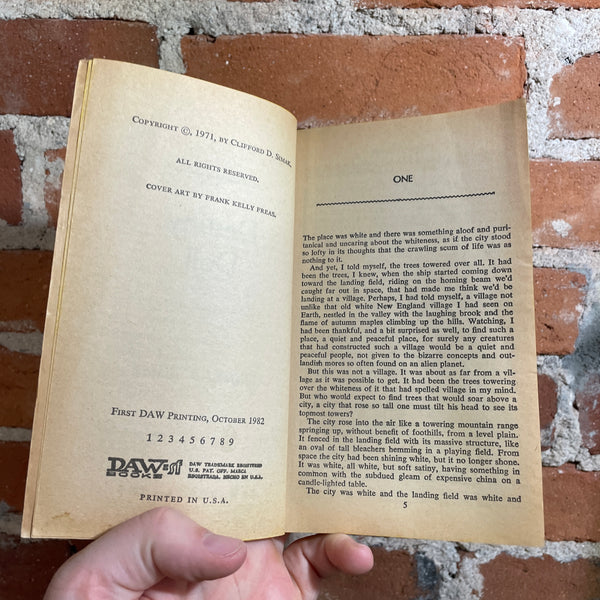 COPYRIGHT ©, 1971, BY CLIFFORD D. SIMAK.
ALL RIGHTS RESERVED.
COVER ART BY FRANK KELLY FREAS.
FIRST DAW PRINTING, OCTOBER 1982
1 2 3 4 5 6 7 8 9
DAW sf
BOOKS
DAW TRADEMARK REGISTERED
U.S. PAT. OFF. MARCA
REGISTRADA. HECHO EN U.S.A.
PRINTED IN U.S.A.
ONE
The place was white and there was something aloof and puri-
tanical and uncaring about the whiteness, as if the city stood
so lofty in its thoughts that the crawling scum of life was as
nothing to it.
And yet, I told myself, the trees towered over all. It had
been the trees, I knew, when the ship started coming down
toward the landing field, riding on the homing beam we'd
caught far out in space, that had made me think we'd be
landing at a village. Perhaps, I had told myself, a village not
unlike that old white New England village I had seen on
Earth, nestled in the valley with the laughing brook and the
flame of autumn maples climbing up the hills. Watching, I
had been thankful, and a bit surprised as well, to find such a
place, a quiet and peaceful place, for surely any creatures
that had constructed such a village would be a quiet and
peaceful people, not given to the bizarre concepts and out-
landish mores so often found on an alien planet.
But this was not a village. It was about as far from a vil-
lage as it was possible to get. It had been the trees towering
over the whiteness of it that had spelled village in my mind.
But who would expect to find trees that would soar above a
city, a city that rose so tall one must tilt his head to see its
topmost towers?
The city rose into the air like a towering mountain range
springing up, without benefit of foothills, from a level plain.
It fenced in the landing field with its massive structure, like
an oval of tall bleachers hemming in a playing field. From
space the city had been shining white, but it no longer shone.
It was white, all white, but soft satiny, having something in
common with the subdued gleam of expensive china on a
candle-lighted table.
The city was white and the landing field was white and
5